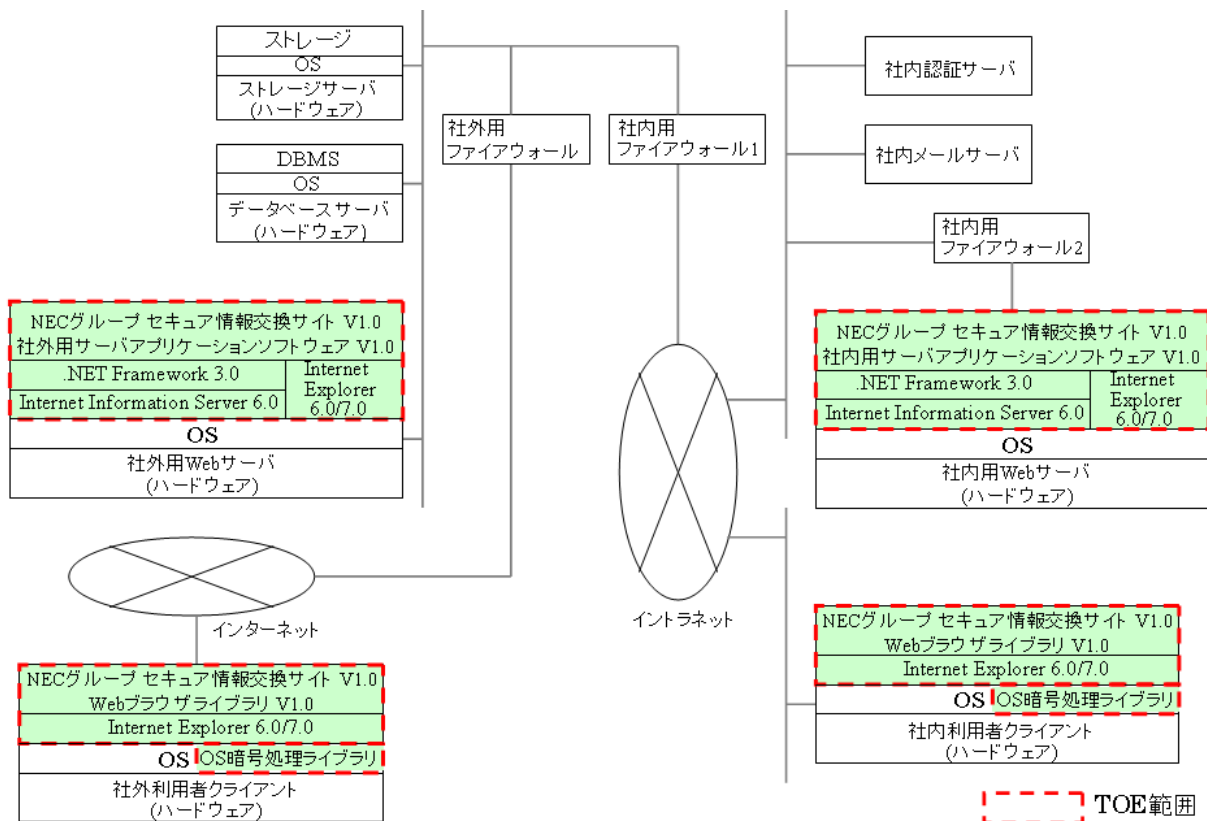 ストレージ
OS
ストレージサーバ
(ハードウェア)
DBMS
OS
データベースサーバ
(ハードウェア)
社外用
ファイアウォール
社内用
ファイアウォール1
社内認証サーバ
社内メールサーバ
社内用
ファイアウォール2
NECグループ セキュア情報交換サイト V1.0
社外用サーバアプリケーションソフトウェア V1.0
.NET Framework 3.0
Internet Information Server 6.0
Internet
Explorer
6.0/7.0
OS
社外用Webサーバ
(ハードウェア)
NECグループ セキュア情報交換サイト V1.0
社内用サーバアプリケーションソフトウェア V1.0
.NET Framework 3.0
Internet Information Server 6.0
Internet
Explorer
6.0/7.0
OS
社内用Webサーバ
(ハードウェア)
インターネット
イントラネット
NECグループ セキュア情報交換サイト V1.0
Webブラウザライブラリ V1.0
Internet Explorer 6.0/7.0
OS OS暗号処理ライブラリ
社外利用者クライアント
(ハードウェア)
NECグループ セキュア情報交換サイト V1.0
Webブラウザライブラリ V1.0
Internet Explorer 6.0/7.0
OS OS暗号処理ライブラリ
社内利用者クライアント
(ハードウェア)
TOE範囲